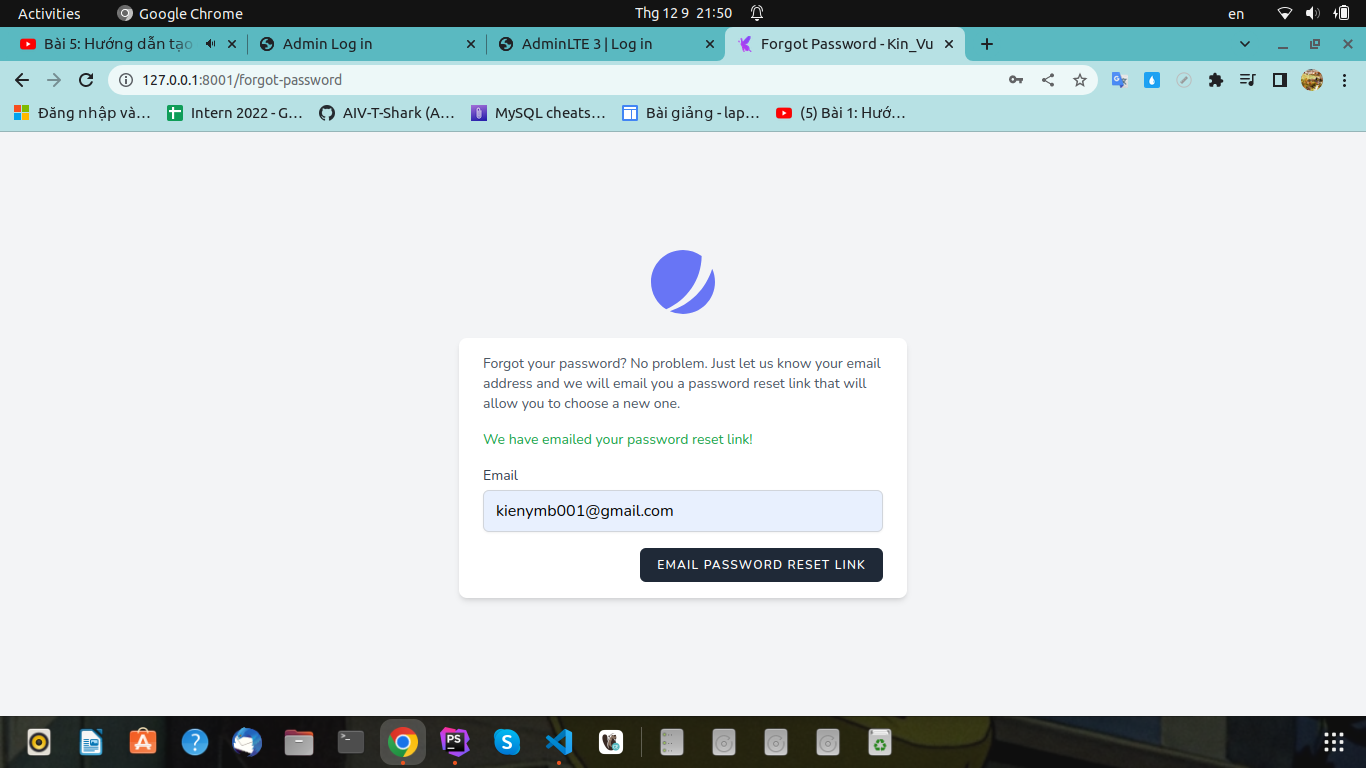 Activities
Google Chrome
Thg 12 9 21:50
en
Bài 5: Hướng dẫn tạo
Admin Log in
AdminLTE 3 | Log in
Forgot Password - Kin_Vu
127.0.0.1:8001/forgot-password
Đăng nhập và…
Intern 2022 - G…
AIV-T-Shark (A…
MySQL cheats…
Bài giảng - lap…
(5) Bài 1: Hướ…
Forgot your password? No problem. Just let us know your email
address and we will email you a password reset link that will
allow you to choose a new one.
We have emailed your password reset link!
Email
kienymb001@gmail.com
EMAIL PASSWORD RESET LINK
PS